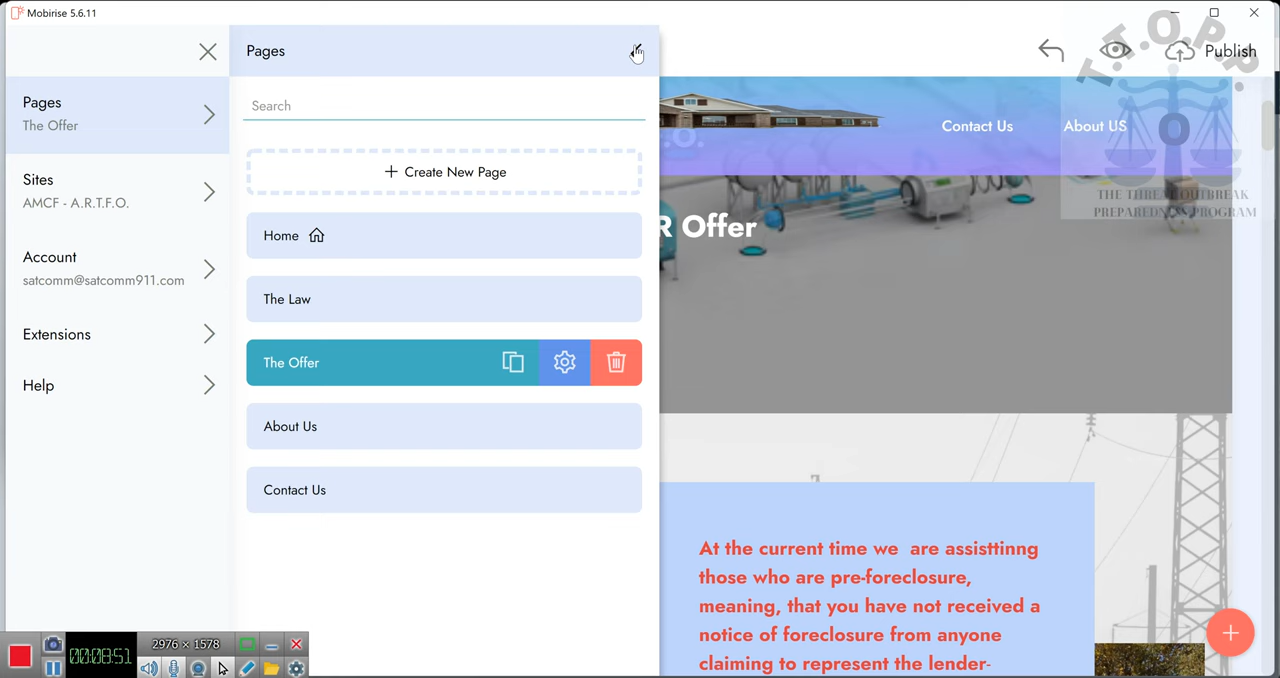 Mobirise 5.6.11
Pages
Pages
The Offer
Sites
AMCF - A.R.T.F.O.
Account
satcomm@satcomm911.com
Extensions
Help
Search
+ Create New Page
Home
The Law
The Offer
About Us
Contact Us
Publish
T.T.O.P.P.
Contact Us
About US
THE THREAT OUTBREAK
PREPAREDNESS PROGRAM
R Offer
At the current time we are assisttinng
those who are pre-foreclosure,
meaning, that you have not received a
notice of foreclosure from anyone
claiming to represent the lender-
2976 × 1578
00:08:51